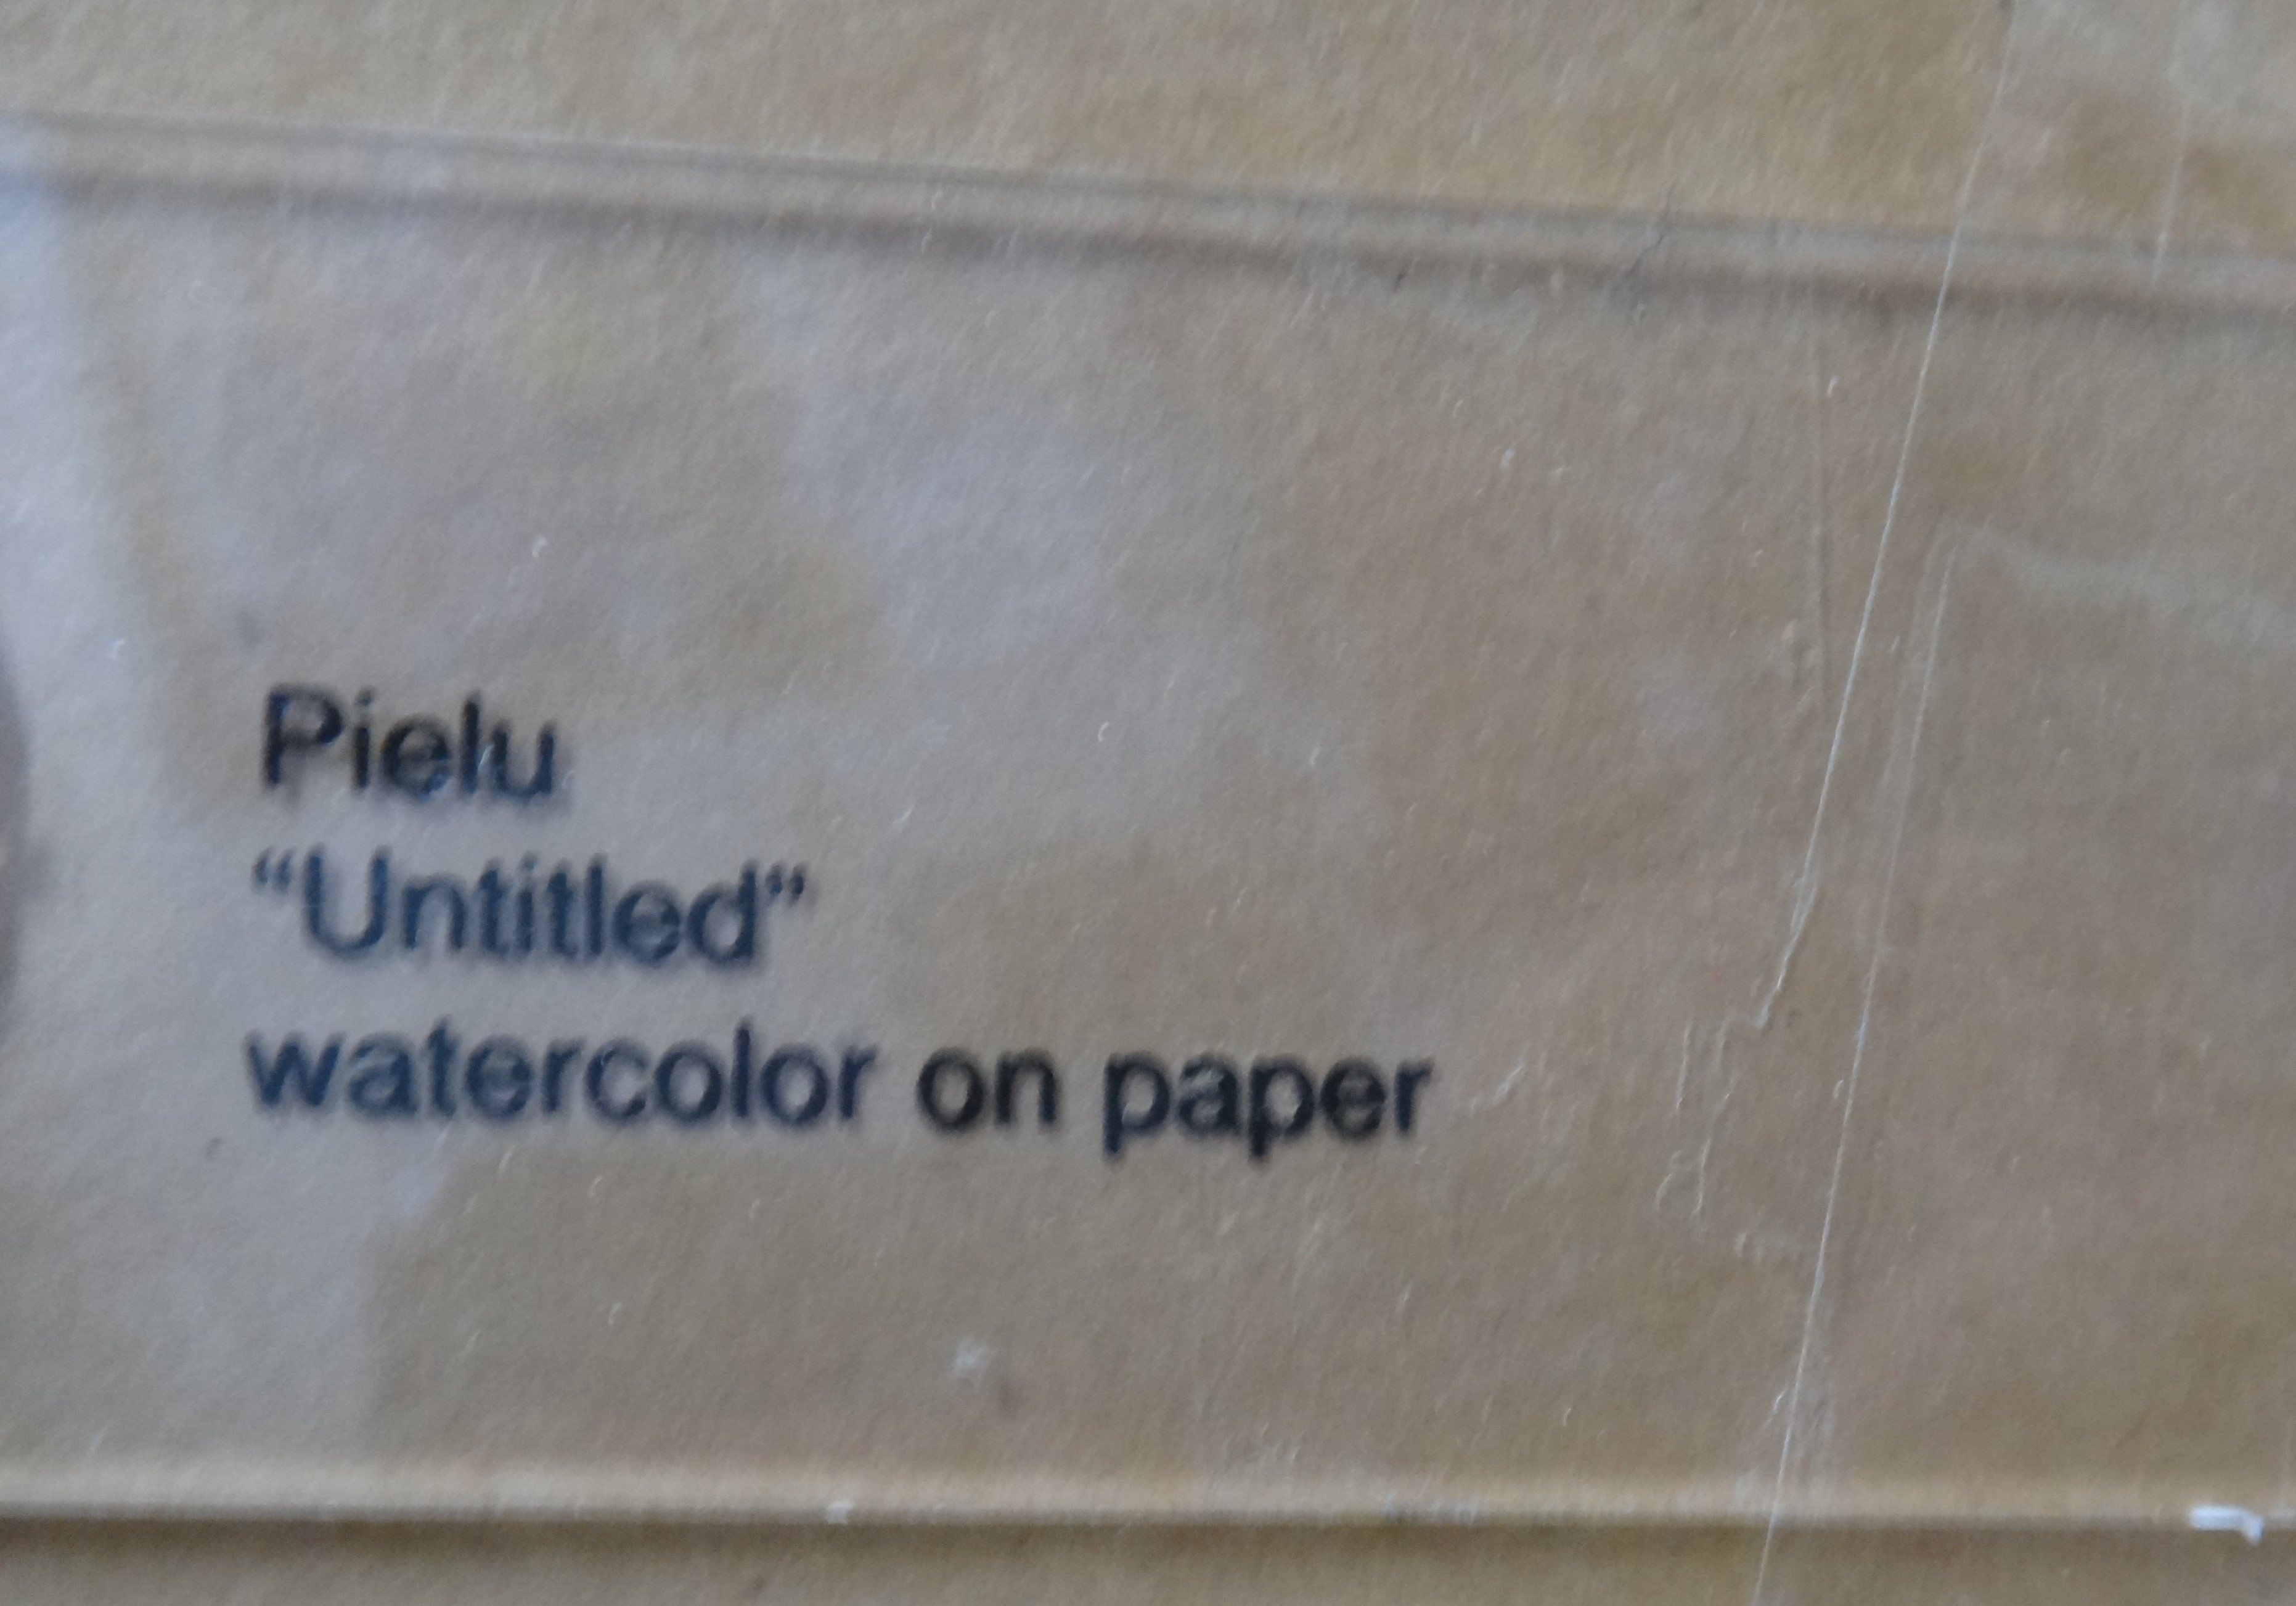 Pielu
“Untitled”
watercolor on paper